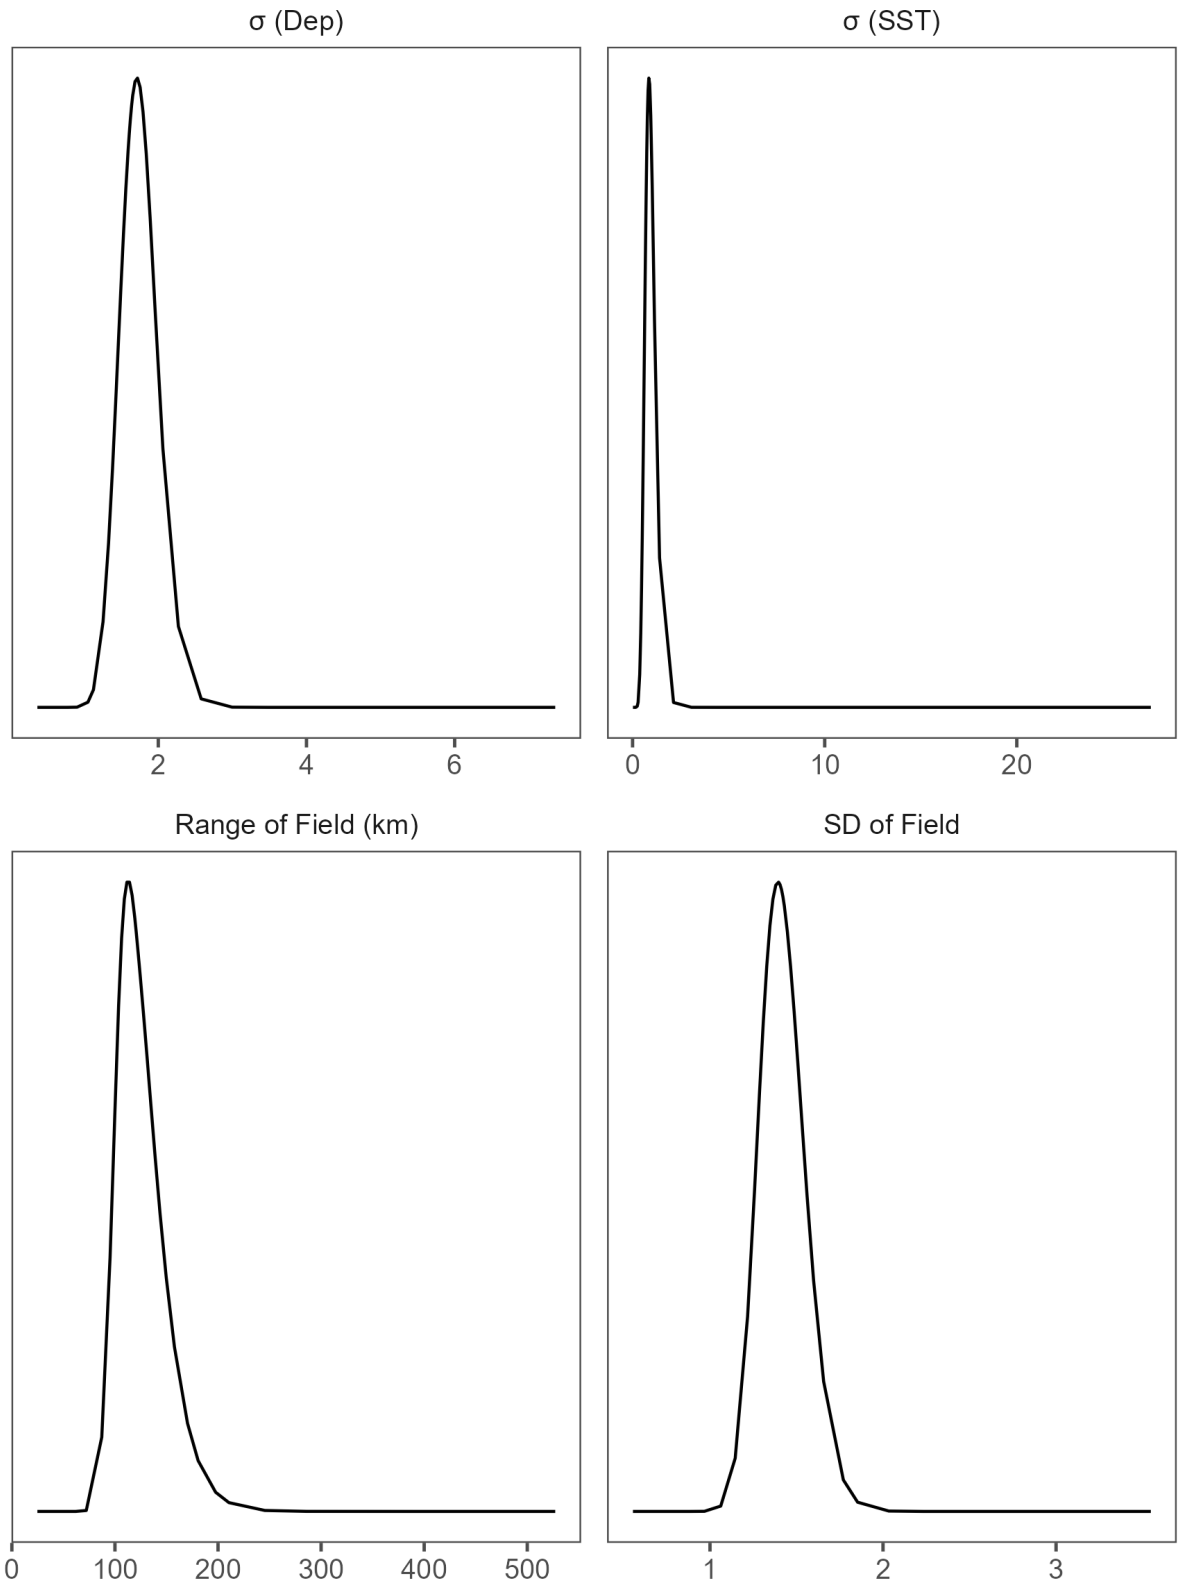 σ (Dep)
σ (SST)
2 4 6
0 10 20
Range of Field (km)
SD of Field
0 100 200 300 400 500
1 2 3